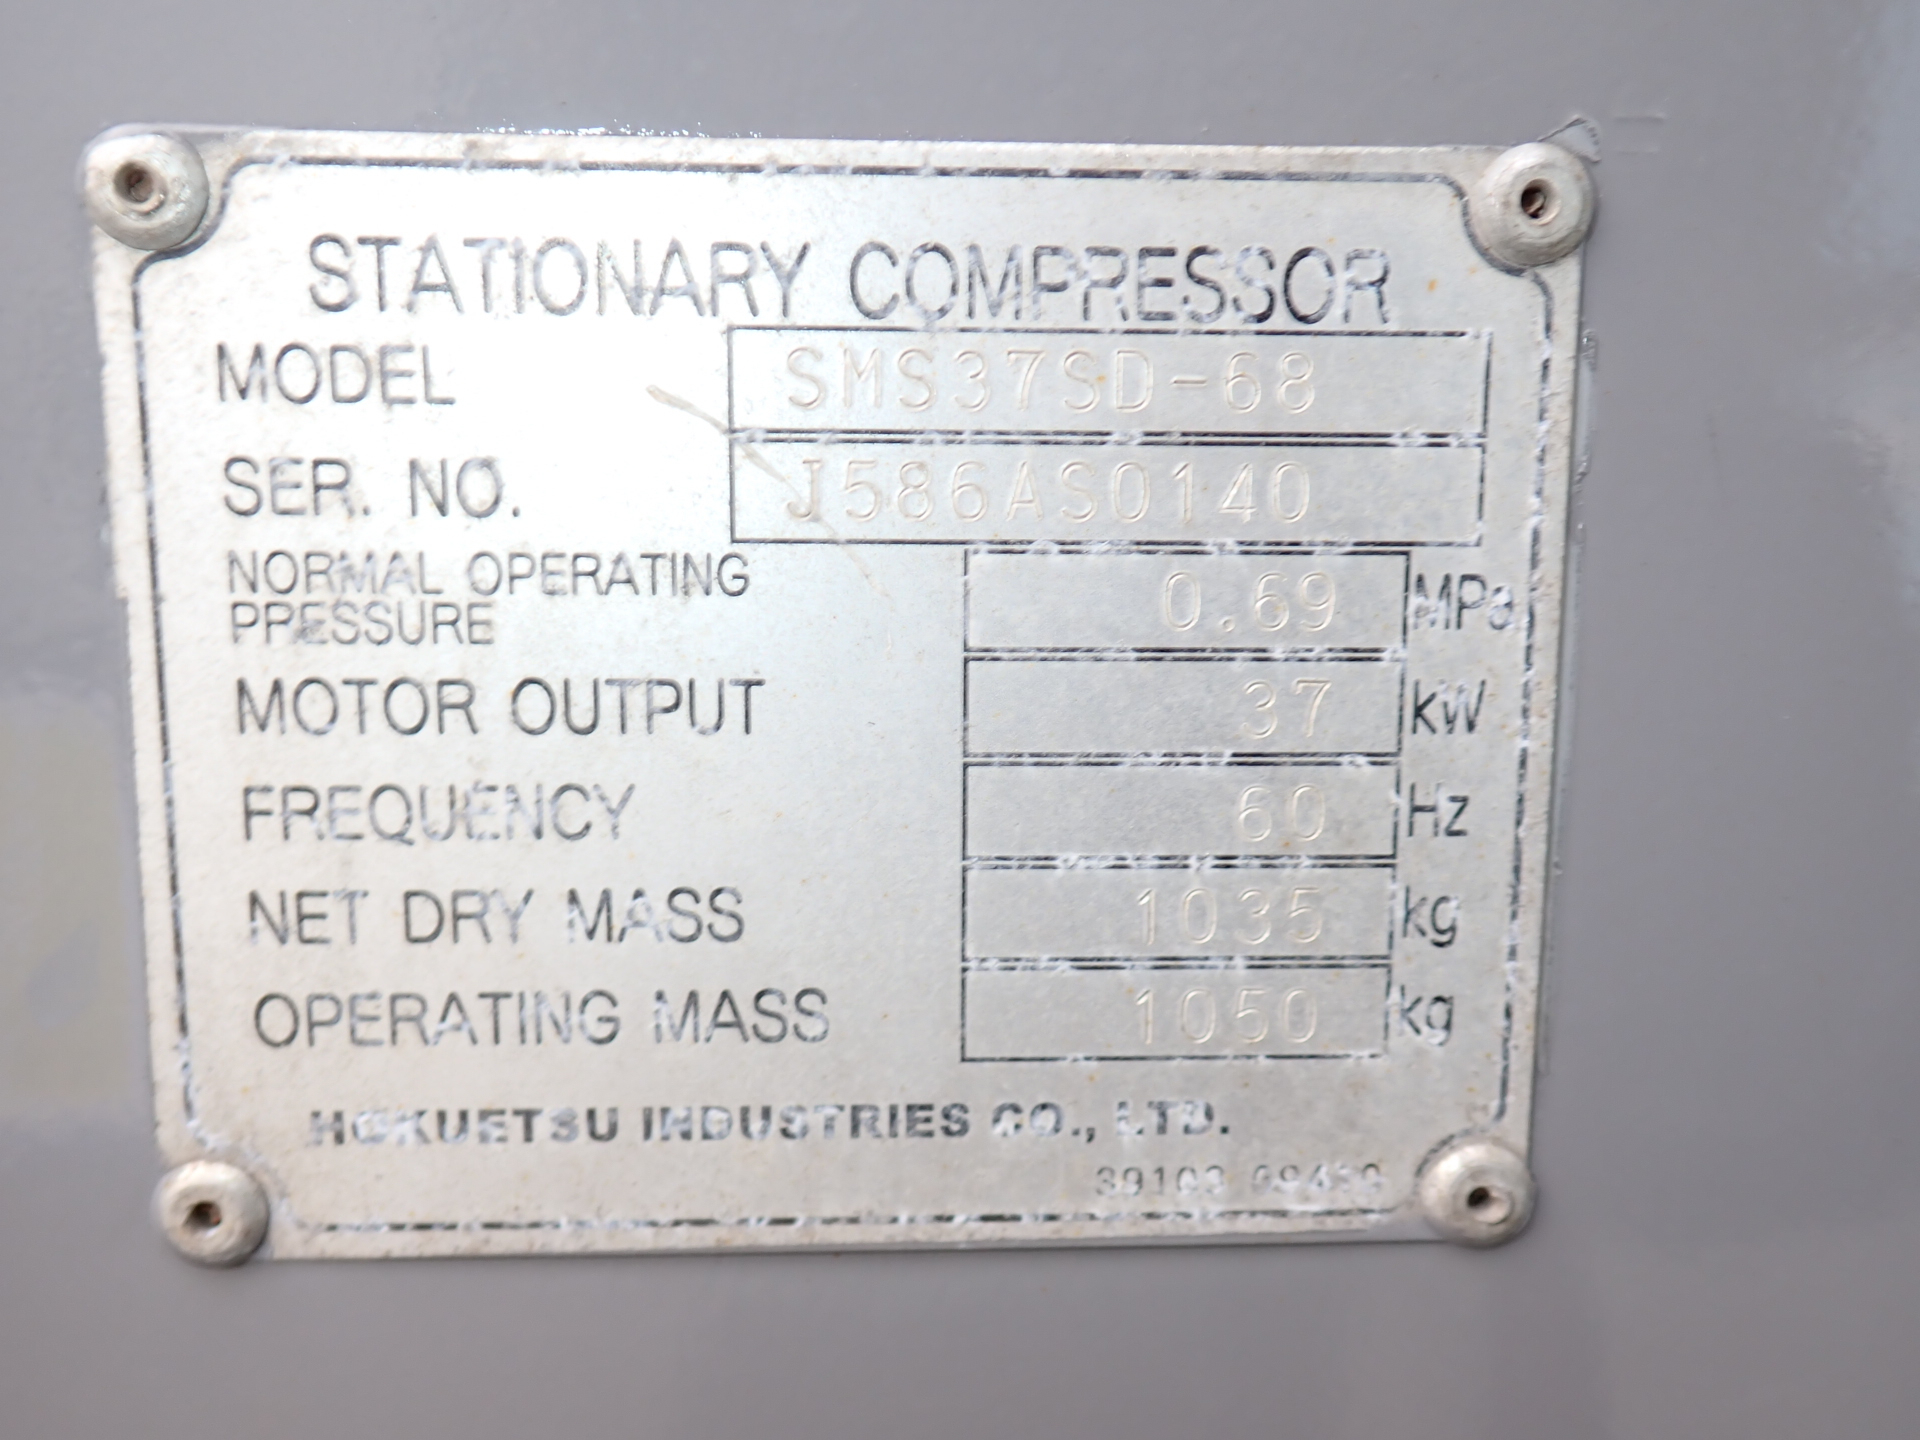 STATIONARY COMPRESSOR
MODEL SMS37SD-68
SER. NO. J586AS0140
NORMAL OPERATING
PRESSURE 0.69 MPa
MOTOR OUTPUT 37 kW
FREQUENCY 60 Hz
NET DRY MASS 1035 kg
OPERATING MASS 1050 kg
HOKUETSU INDUSTRIES CO., LTD.
39103